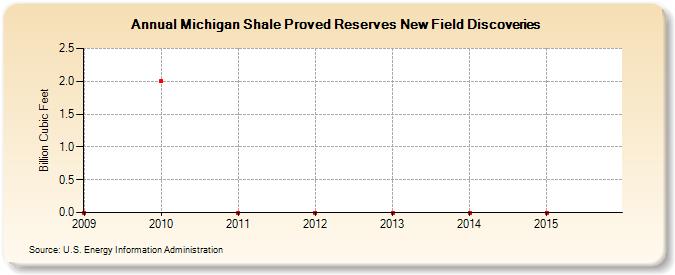 Annual Michigan Shale Proved Reserves New Field Discoveries
Billion Cubic Feet
2.5
2.0
1.5
1.0
0.5
0.0
2009 2010 2011 2012 2013 2014 2015
Source: U.S. Energy Information Administration